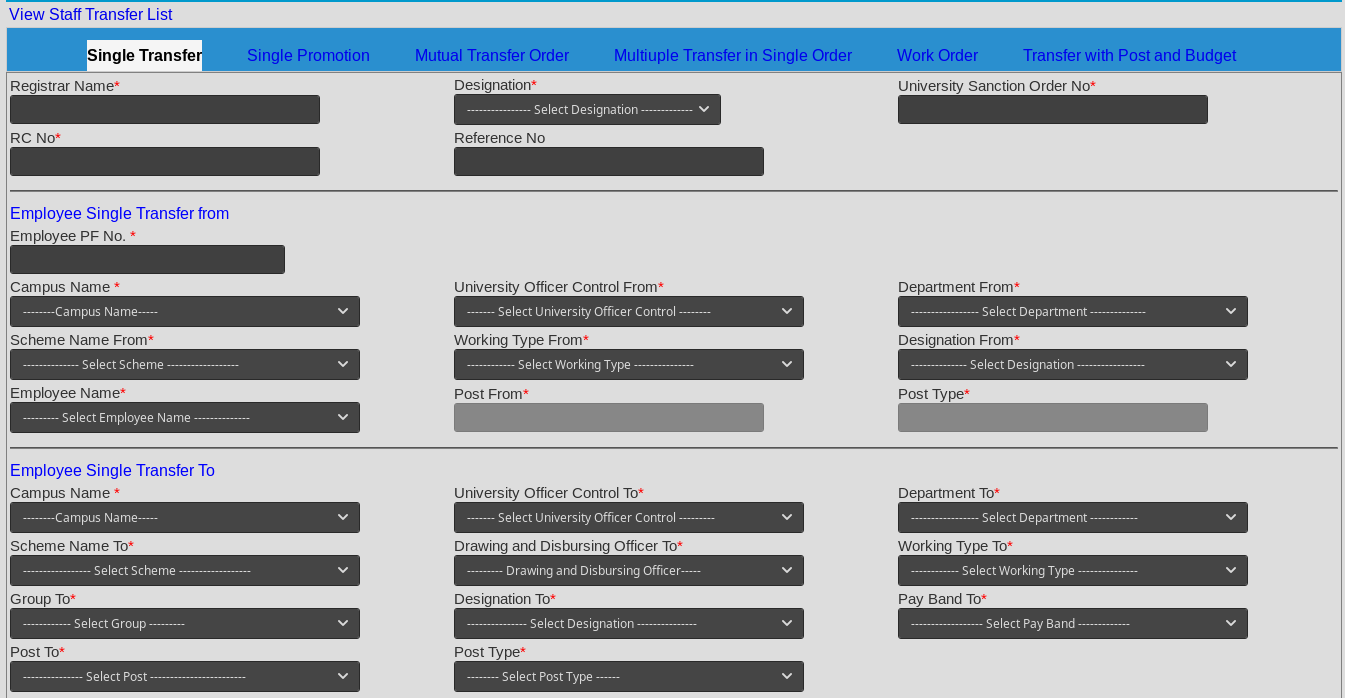 View Staff Transfer List
Single Transfer Single Promotion Mutual Transfer Order Multiuple Transfer in Single Order Work Order Transfer with Post and Budget
Registrar Name* Designation* University Sanction Order No*
---------------- Select Designation -------------
RC No* Reference No
Employee Single Transfer from
Employee PF No. *
Campus Name * University Officer Control From* Department From*
--------Campus Name----- ------- Select University Officer Control -------- ----------------- Select Department --------------
Scheme Name From* Working Type From* Designation From*
-------------- Select Scheme ------------------ ------------ Select Working Type --------------- -------------- Select Designation -----------------
Employee Name* Post From* Post Type*
--------- Select Employee Name --------------
Employee Single Transfer To
Campus Name * University Officer Control To* Department To*
--------Campus Name----- ------- Select University Officer Control --------- ----------------- Select Department ------------
Scheme Name To* Drawing and Disbursing Officer To* Working Type To*
----------------- Select Scheme ------------------ --------- Drawing and Disbursing Officer----- ------------ Select Working Type ---------------
Group To* Designation To* Pay Band To*
------------ Select Group --------- --------------- Select Designation --------------- ------------------ Select Pay Band -------------
Post To* Post Type*
--------------- Select Post ------------------------ -------- Select Post Type ------